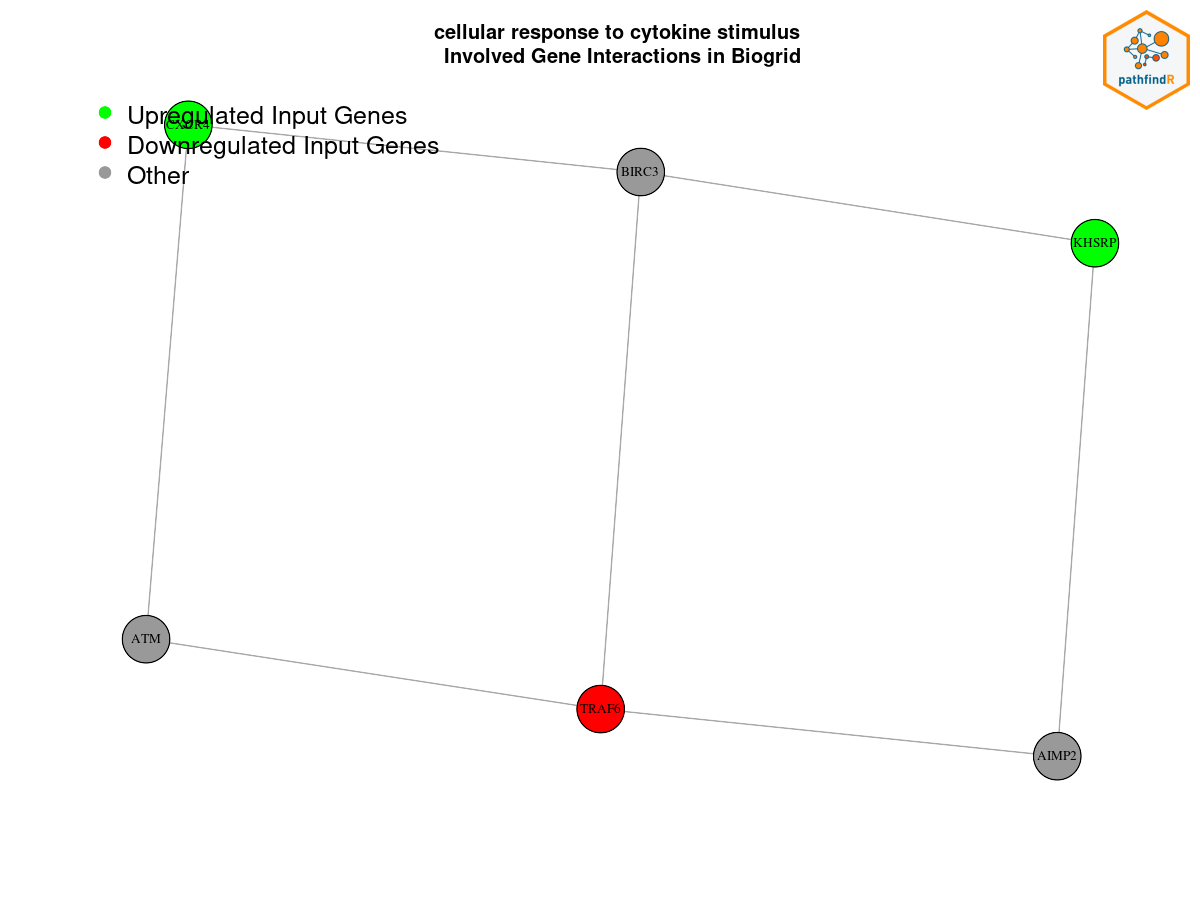 cellular response to cytokine stimulus
Involved Gene Interactions in Biogrid
pathfindR
Upregulated Input Genes
CXCR4
Downregulated Input Genes
Other
BIRC3
KHSRP
ATM
TRAF6
AIMP2